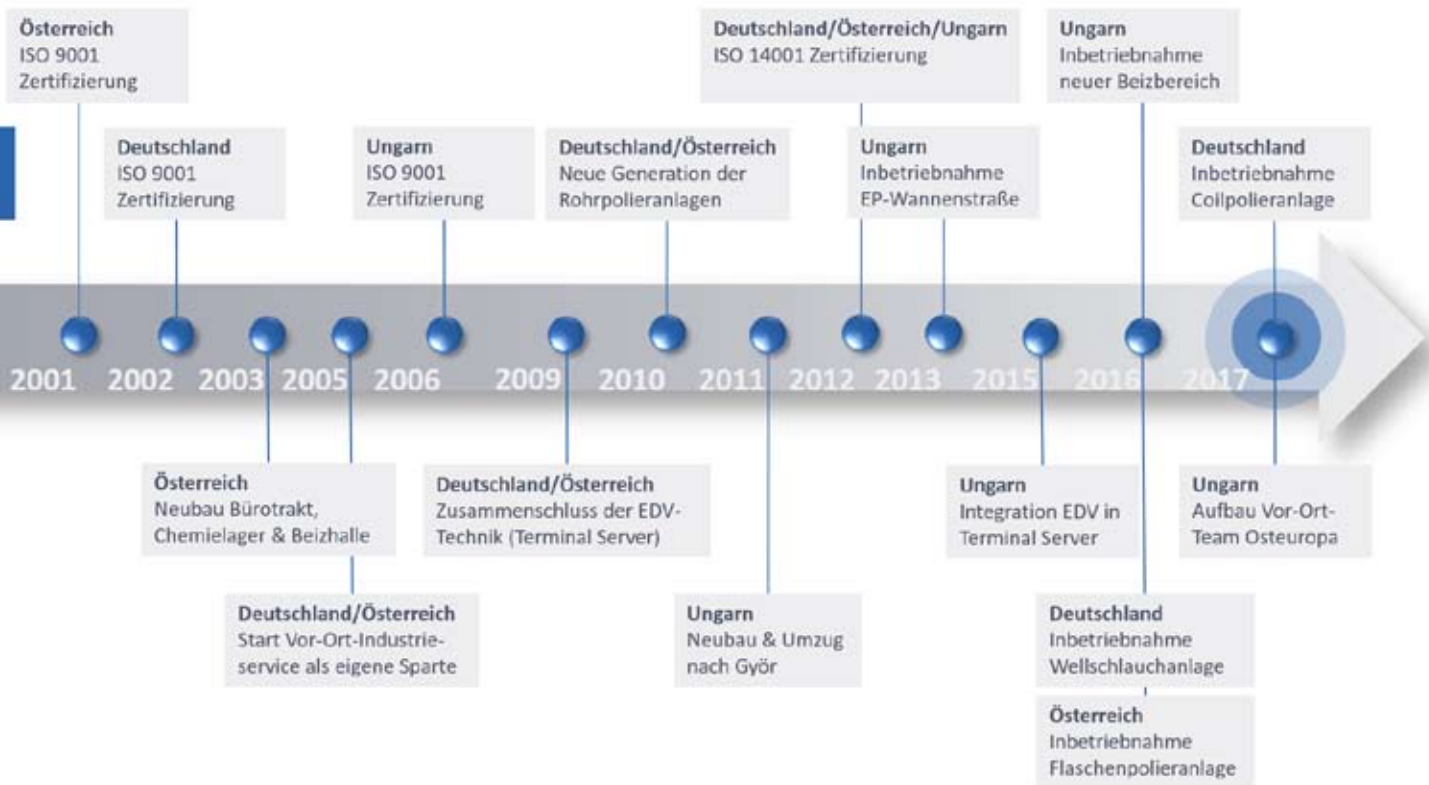 Österreich
ISO 9001
Zertifizierung
Deutschland/Österreich/Ungarn
ISO 14001 Zertifizierung
Ungarn
Inbetriebnahme
neuer Beizbereich
Deutschland
ISO 9001
Zertifizierung
Ungarn
ISO 9001
Zertifizierung
Deutschland/Österreich
Neue Generation der
Rohrpolieranlagen
Ungarn
Inbetriebnahme
EP-Wannenstraße
Deutschland
Inbetriebnahme
Coilpolieranlage
2001 2002 2003 2005 2006 2009 2010 2011 2012 2013 2015 2016 2017
Österreich
Neubau Bürotrakt,
Chemielager & Beizhalle
Deutschland/Österreich
Zusammenschluss der EDV-
Technik (Terminal Server)
Ungarn
Integration EDV in
Terminal Server
Ungarn
Aufbau Vor-Ort-
Team Osteuropa
Deutschland/Österreich
Start Vor-Ort-Industrie-
service als eigene Sparte
Ungarn
Neubau & Umzug
nach Györ
Deutschland
Inbetriebnahme
Wellschlauchanlage
Österreich
Inbetriebnahme
Flaschenpolieranlage